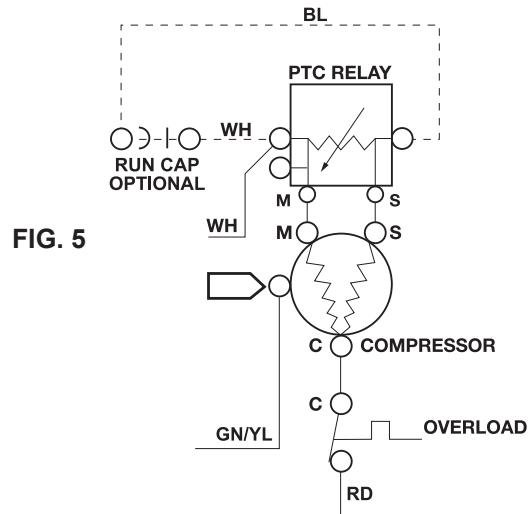 BL
PTC RELAY
WH
RUN CAP
OPTIONAL
M S
WH
M S
FIG. 5
C COMPRESSOR
C
OVERLOAD
GN/YL
RD